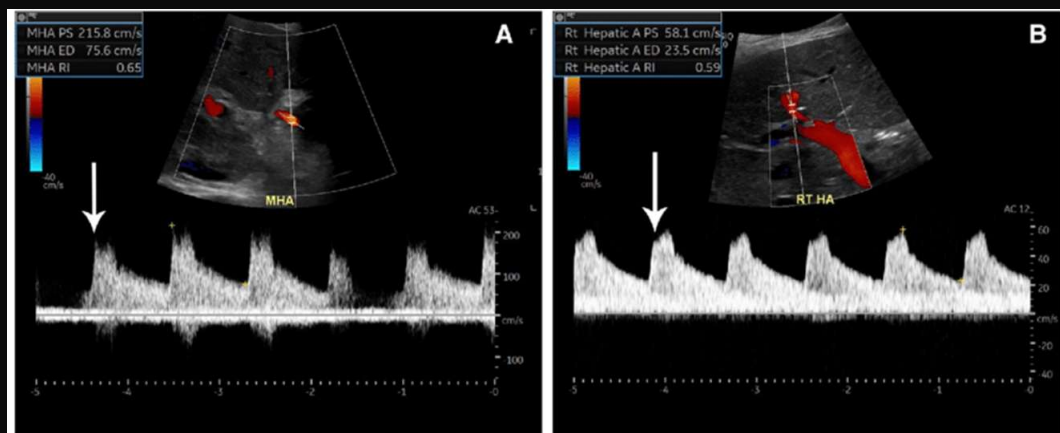 MHA PS 215.8 cm/s
MHA ED 75.6 cm/s
MHA RI 0.65
A
-40
cm/s
MHA
AC 53
200
100
cm/s
100
-5
-4
-3
-2
-1
-0
Rt Hepatic A PS 58.1 cm/s
Rt Hepatic A ED 23.5 cm/s
Rt Hepatic A RI 0.59
B
-40
cm/s
RT HA
AC 12
60
40
20
cm/s
-20
-40
-5
-4
-3
-2
-1
-0